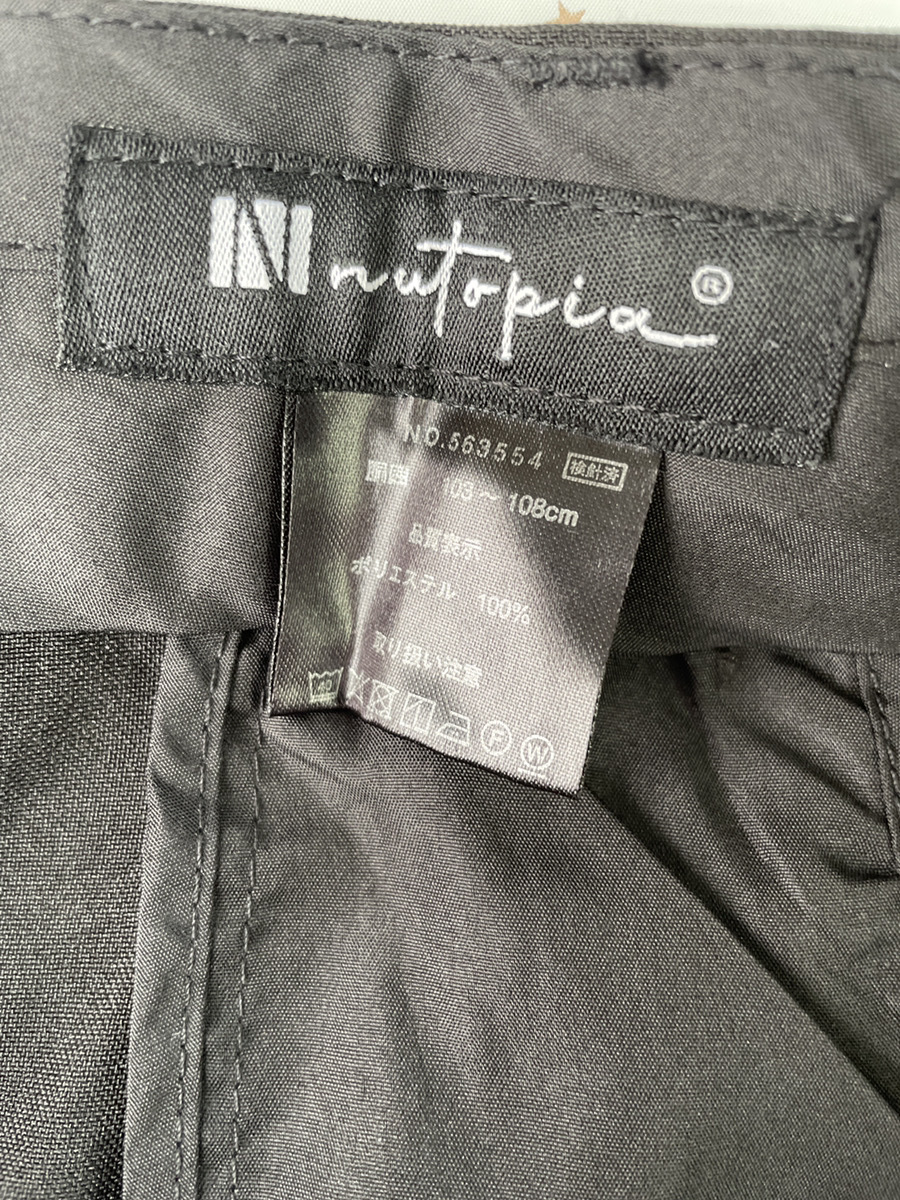 N nutopia®
NO.563554 検針済
胴囲 103～108cm
品質表示
ポリエステル 100%
取り扱い注意
40 F W